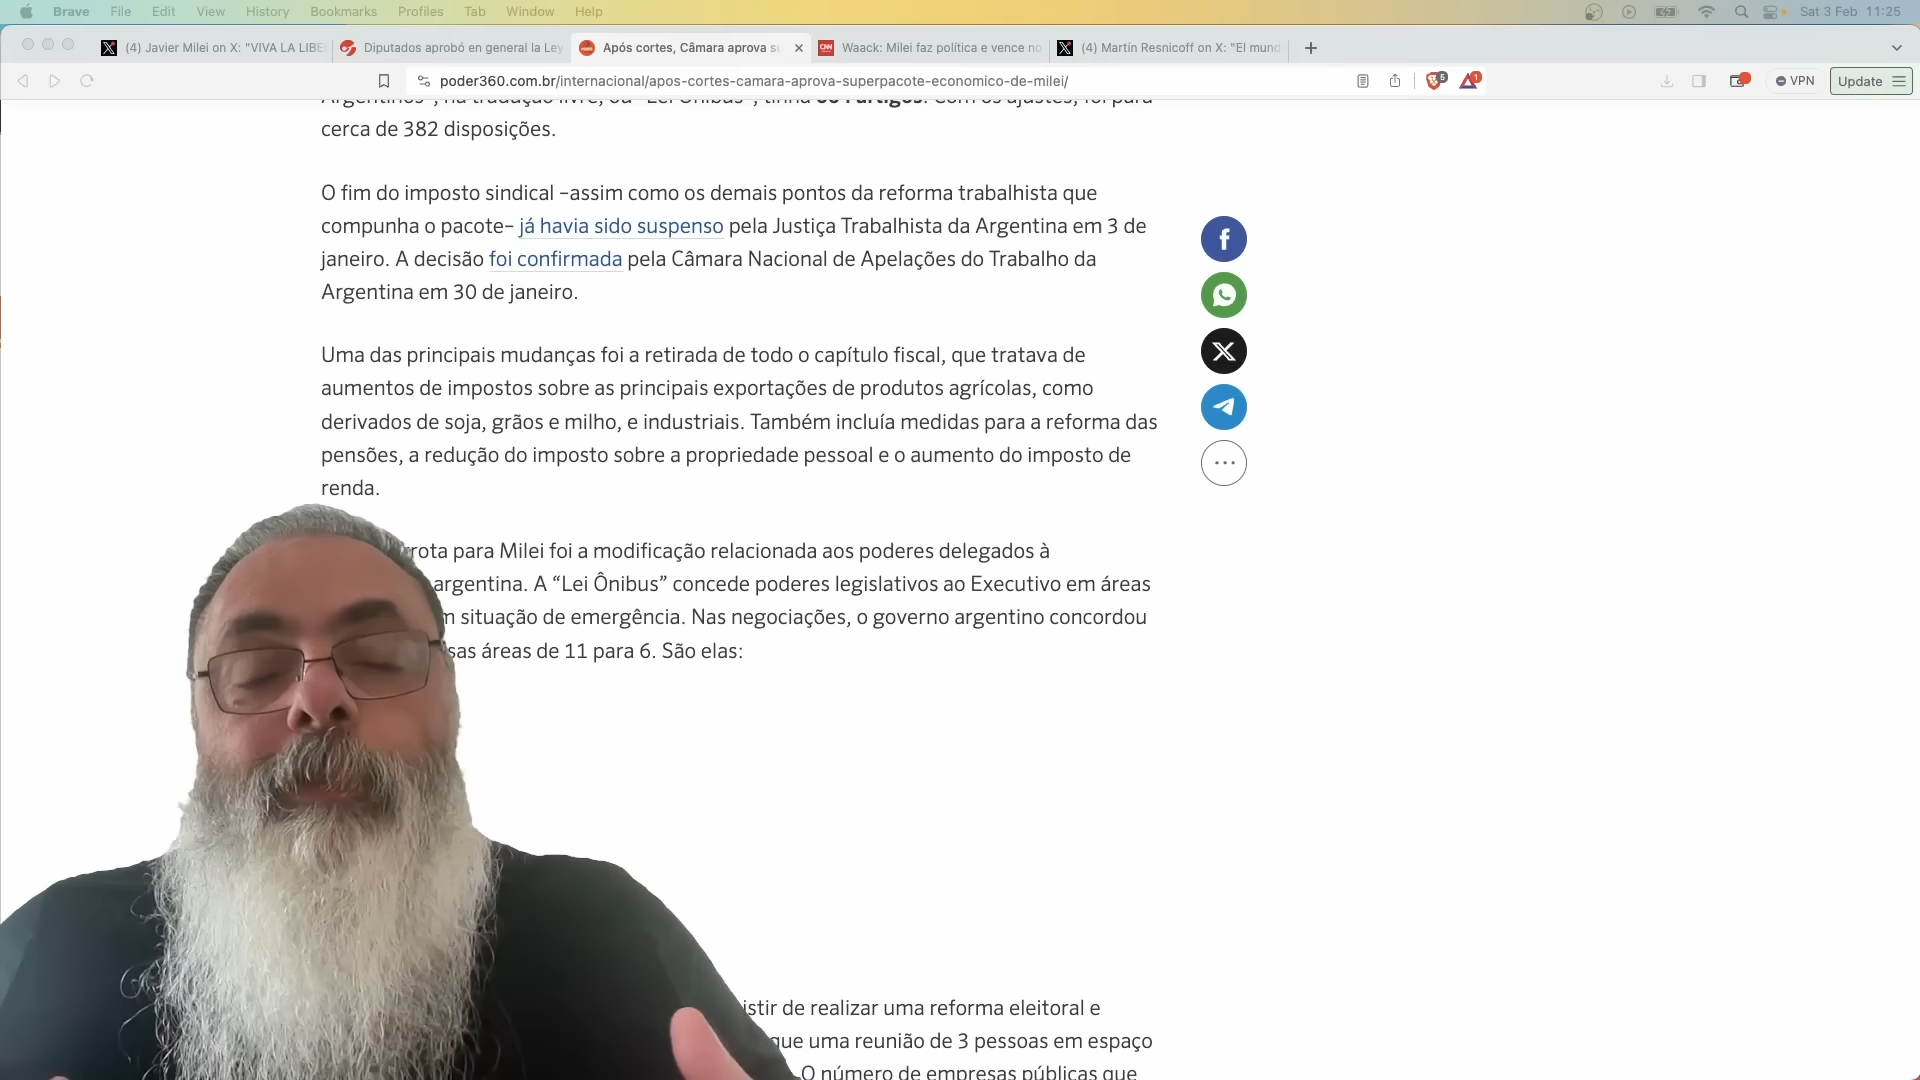 Brave File Edit View History Bookmarks Profiles Tab Window Help Sat 3 Feb 11:25
(4) Javier Milei on X: "VIVA LA LIBE
Diputados aprobó en general la Ley
Após cortes, Câmara aprova s
Waack: Milei faz política e vence no
(4) Martín Resnicoff on X: "El mund
poder360.com.br/internacional/apos-cortes-camara-aprova-superpacote-economico-de-milei/
5
1
VPN
Update
cerca de 382 disposições.
O fim do imposto sindical –assim como os demais pontos da reforma trabalhista que
compunha o pacote– já havia sido suspenso pela Justiça Trabalhista da Argentina em 3 de
janeiro. A decisão foi confirmada pela Câmara Nacional de Apelações do Trabalho da
Argentina em 30 de janeiro.
Uma das principais mudanças foi a retirada de todo o capítulo fiscal, que tratava de
aumentos de impostos sobre as principais exportações de produtos agrícolas, como
derivados de soja, grãos e milho, e industriais. Também incluía medidas para a reforma das
pensões, a redução do imposto sobre a propriedade pessoal e o aumento do imposto de
renda.
rota para Milei foi a modificação relacionada aos poderes delegados à
argentina. A “Lei Ônibus” concede poderes legislativos ao Executivo em áreas
m situação de emergência. Nas negociações, o governo argentino concordou
sas áreas de 11 para 6. São elas:
istir de realizar uma reforma eleitoral e
que uma reunião de 3 pessoas em espaço
O número de empresas públicas que